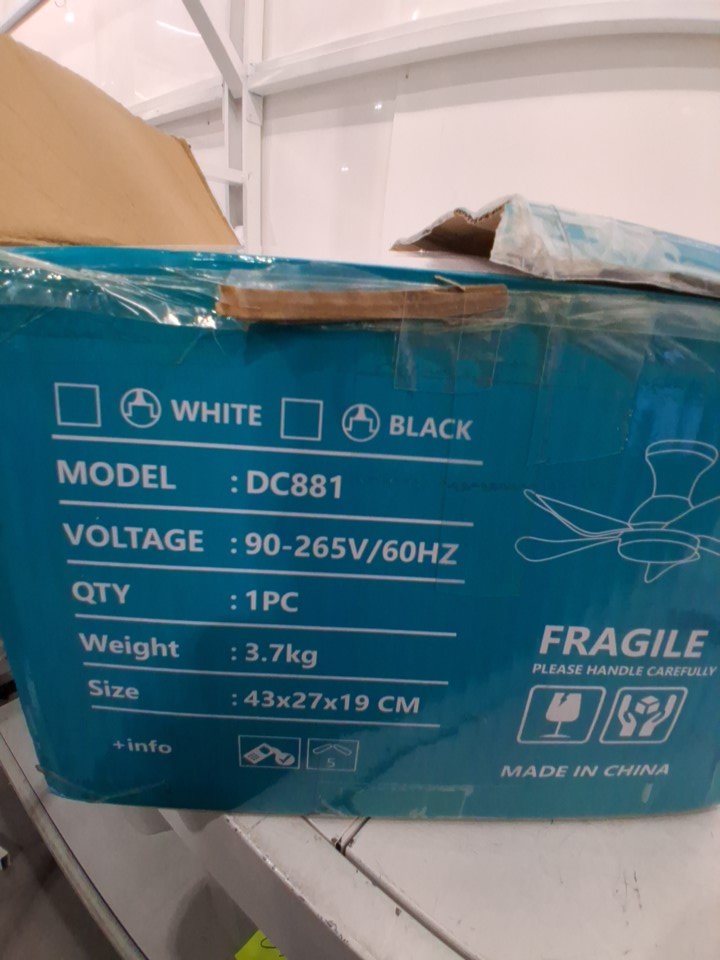 WHITE BLACK
MODEL : DC881
VOLTAGE : 90-265V/60HZ
QTY : 1PC
Weight : 3.7kg
Size : 43x27x19 CM
+info
5
FRAGILE
PLEASE HANDLE CAREFULLY
MADE IN CHINA